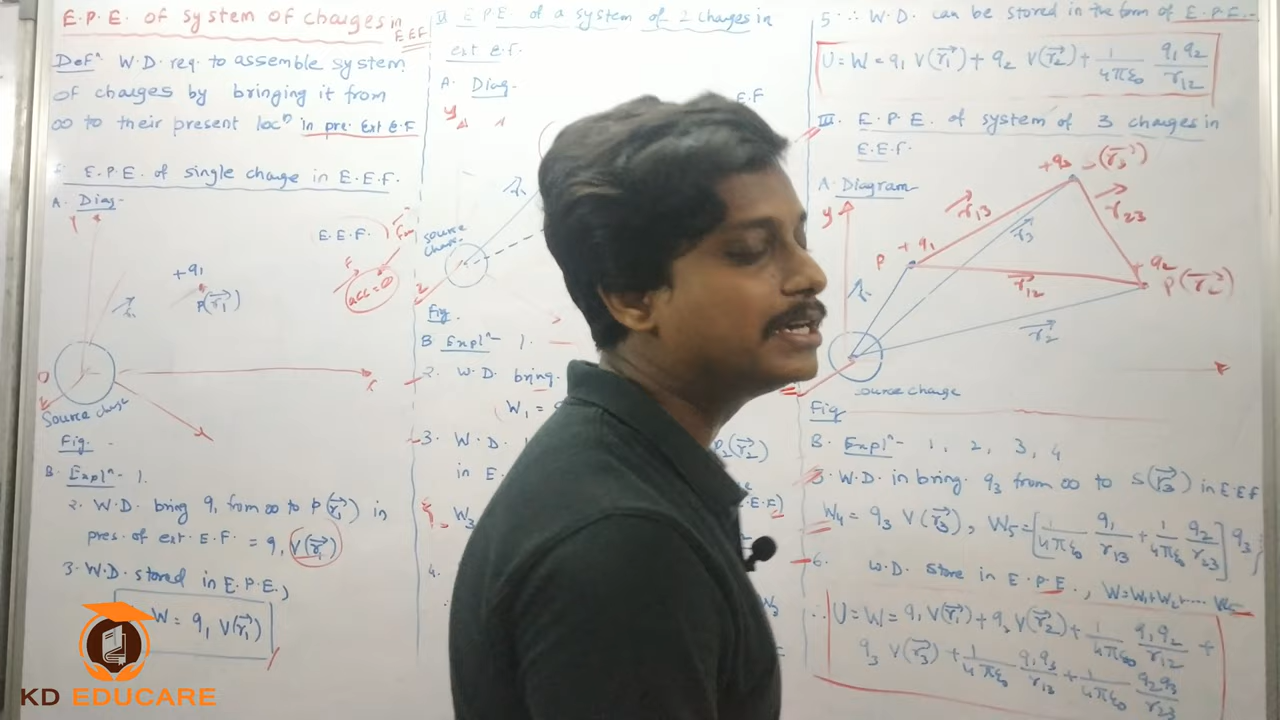 E.P.E. of system of charges in
E.E.F
Defⁿ W.D. req. to assemble system
of charges by bringing it from
∞ to their present locⁿ in pre. Ext E.F
E.P.E. of single charge in E.E.F.
A. Diag.
Y
E.E.F.
F
acc=0
+q₁
P(r₁⃗)
r₁⃗
O
x
Source charge
Fig.
B. Explⁿ- 1.
2. W.D. bring q₁ from ∞ to P(r₁⃗) in
pres. of ext. E.F. = q₁ V(r₁⃗)
3. W.D. stored in E.P.E.,
W = q₁ V(r₁⃗)
KD EDUCARE
II E.P.E. of a system of 2 charges in
ext E.F.
A. Diag.
E.F
y
r₁⃗
source
charge
z
Fig.
B. Explⁿ- 1.
2. W.D. bring.
W₁ =
3. W.D.
P₂(r₂⃗)
in E.
E.E.F)
W₃
4.
W₃
5. ∴ W.D. can be stored in the form of E.P.E.
U = W = q₁ V(r₁⃗) + q₂ V(r₂⃗) + 1/4πε₀ q₁q₂/r₁₂
III. E.P.E. of system of 3 charges in
E.E.F.
A. Diagram
+q₃ (r₃⃗)
y
r₁₃⃗
r₂₃⃗
r₃⃗
P +q₁
+q₂
P(r₂⃗)
r₁₂⃗
r₁⃗
r₂⃗
source charge
Fig
B. Explⁿ- 1, 2, 3, 4
5. W.D. in bring. q₃ from ∞ to S(r₃⃗) in E.E.F
W₄ = q₃ V(r₃⃗), W₅ = [1/4πε₀ q₁/r₁₃ + 1/4πε₀ q₂/r₂₃] q₃
6. W.D. store in E.P.E., W=W₁+W₂+.... W₅
∴ U = W = q₁ V(r₁⃗) + q₂ V(r₂⃗) + 1/4πε₀ q₁q₂/r₁₂ +
q₃ V(r₃⃗) + 1/4πε₀ q₁q₃/r₁₃ + 1/4πε₀ q₂q₃/r₂₃